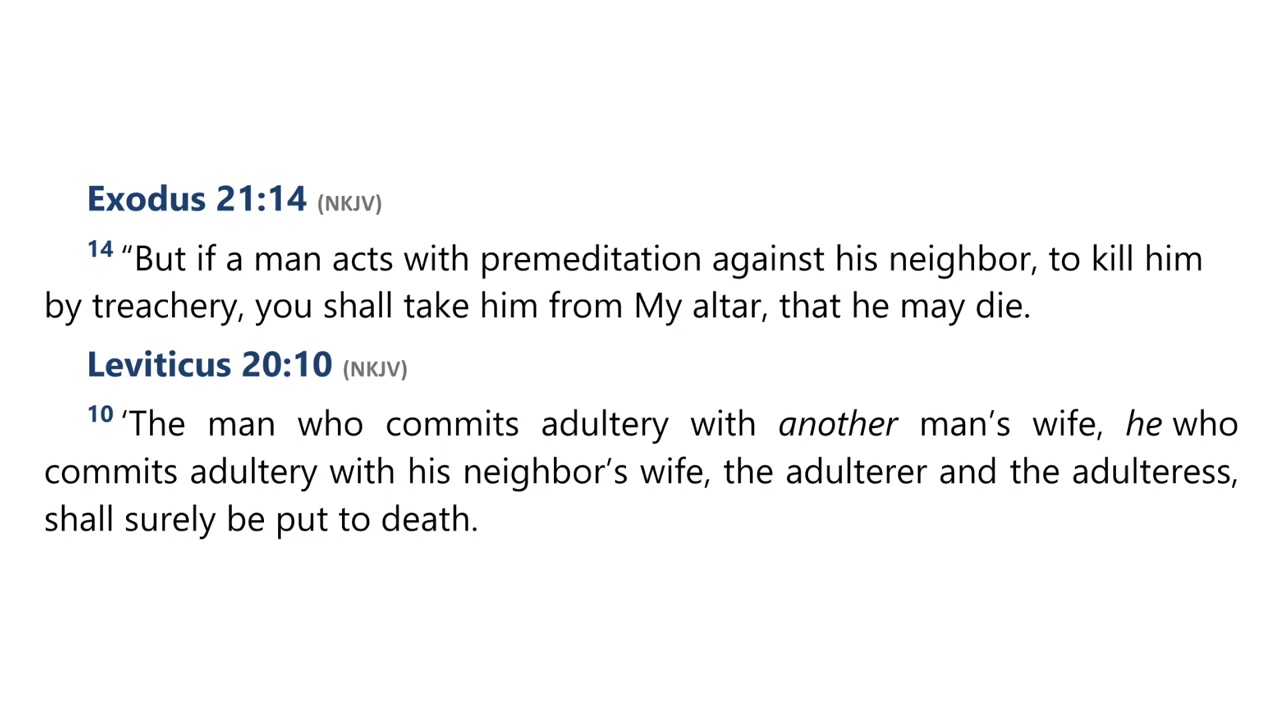 Exodus 21:14 (NKJV)
14 “But if a man acts with premeditation against his neighbor, to kill him
by treachery, you shall take him from My altar, that he may die.
Leviticus 20:10 (NKJV)
10 ‘The man who commits adultery with another man’s wife, he who
commits adultery with his neighbor’s wife, the adulterer and the adulteress,
shall surely be put to death.